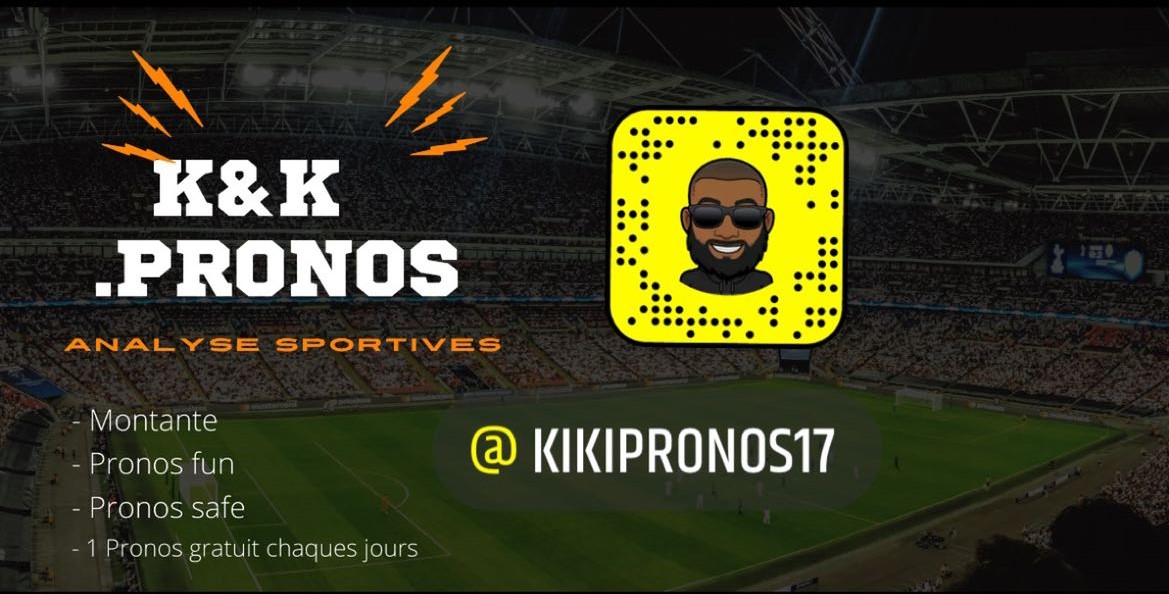 K&K
.PRONOS
ANALYSE SPORTIVES
- Montante
- Pronos fun
- Pronos safe
- 1 Pronos gratuit chaques jours
@ KIKIPRONOS17